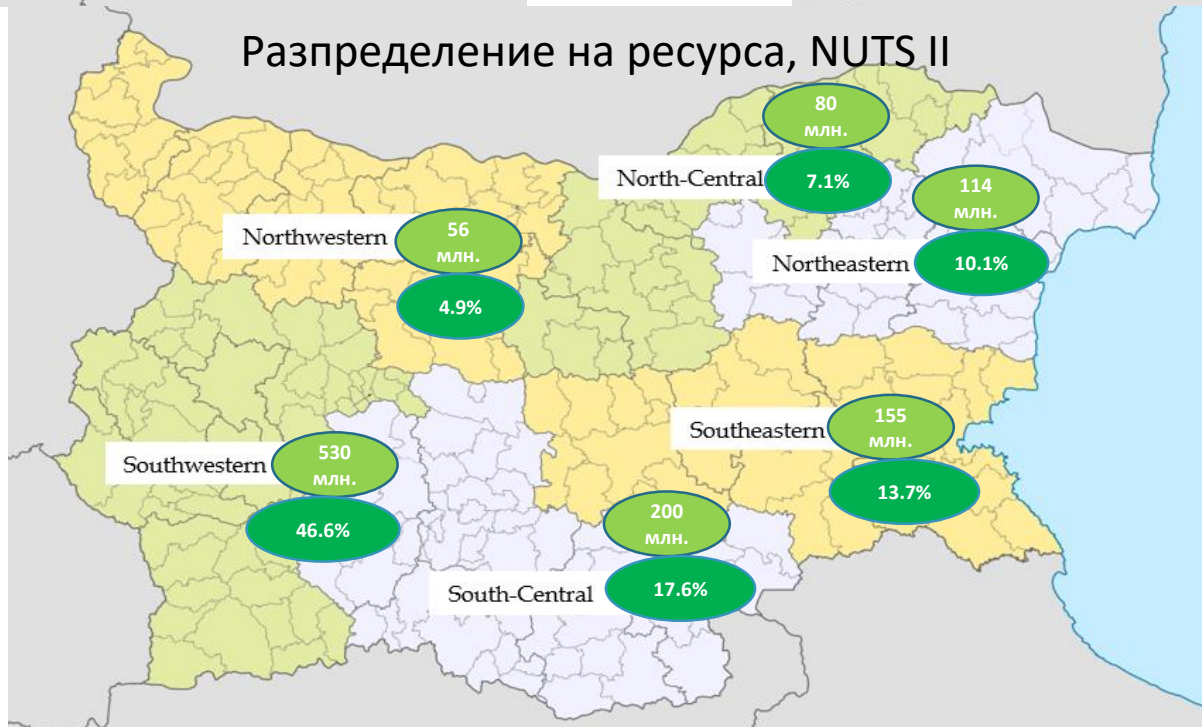 Разпределение на ресурса, NUTS II
80
млн.
North-Central
7.1%
114
млн.
Northeastern
10.1%
56
млн.
Northwestern
4.9%
155
млн.
Southeastern
13.7%
530
млн.
Southwestern
46.6%
200
млн.
South-Central
17.6%